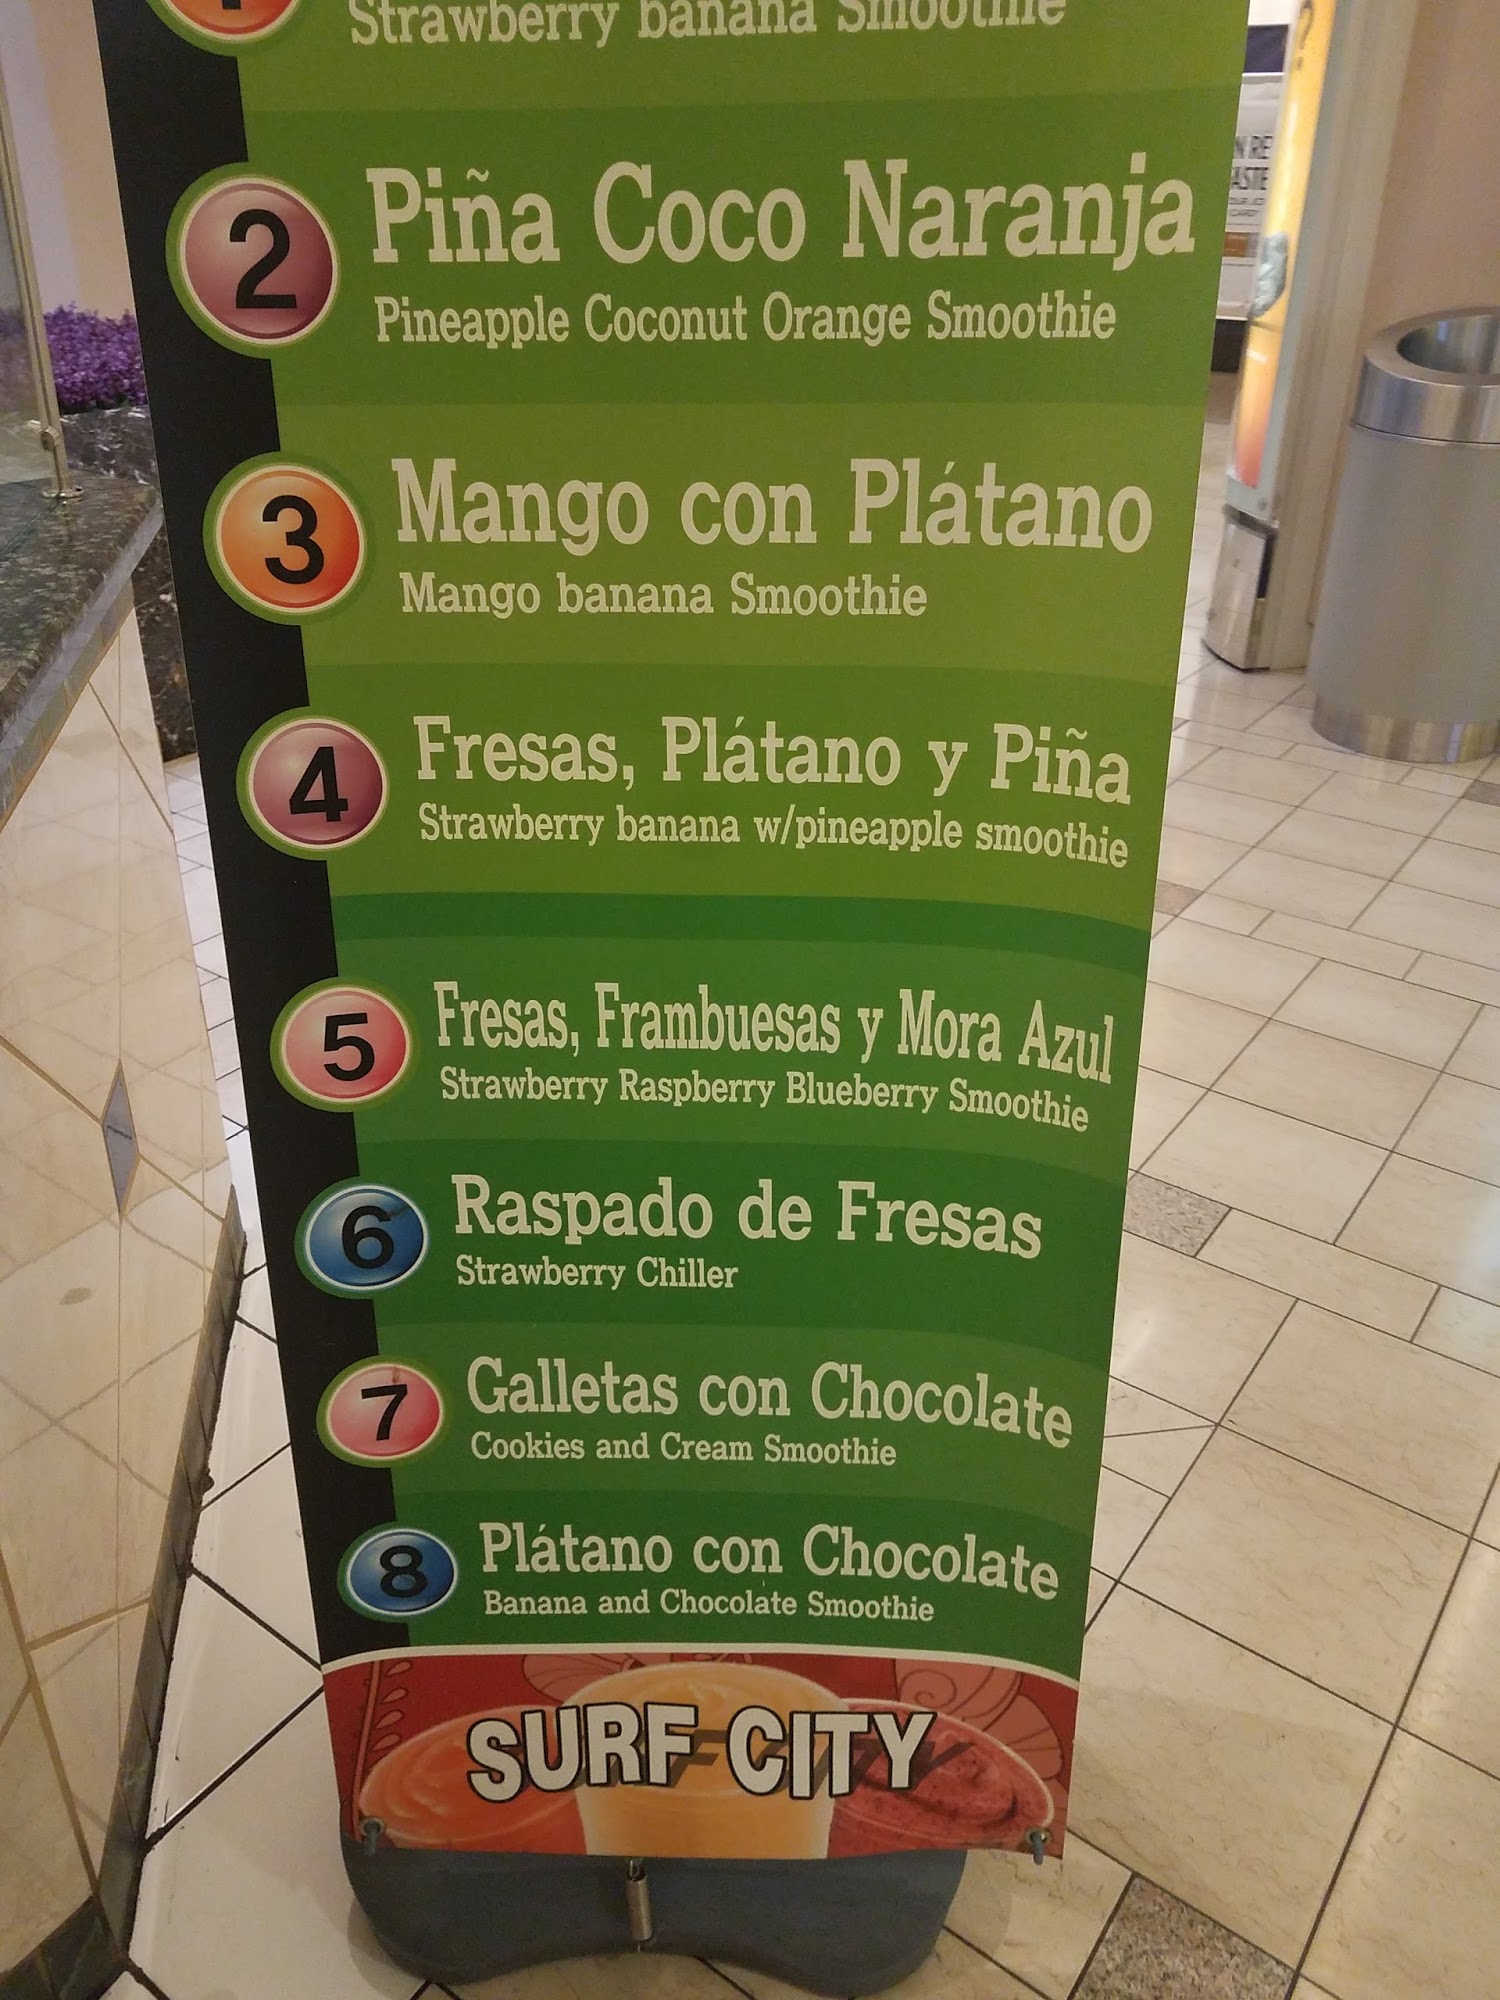 Strawberry banana Smoothie
2
Piña Coco Naranja
Pineapple Coconut Orange Smoothie
3
Mango con Plátano
Mango banana Smoothie
4
Fresas, Plátano y Piña
Strawberry banana w/pineapple smoothie
5
Fresas, Frambuesas y Mora Azul
Strawberry Raspberry Blueberry Smoothie
6
Raspado de Fresas
Strawberry Chiller
7
Galletas con Chocolate
Cookies and Cream Smoothie
8
Plátano con Chocolate
Banana and Chocolate Smoothie
SURF CITY